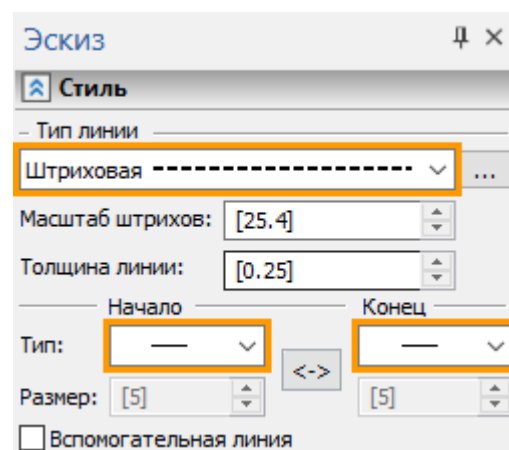 Эскиз
Стиль
Тип линии
Штриховая
...
Масштаб штрихов: [25.4]
Толщина линии: [0.25]
Начало Конец
Тип:
<->
Размер: [5] [5]
Вспомогательная линия